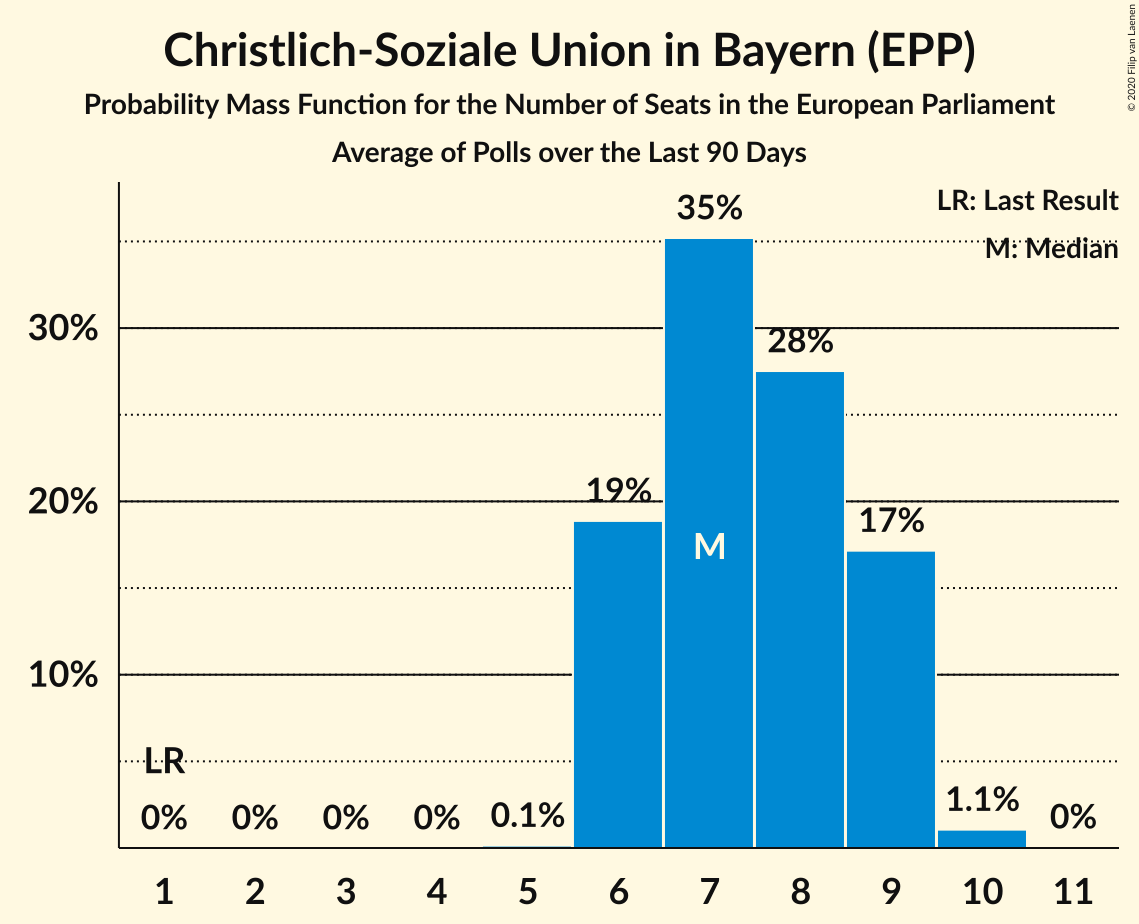 Christlich-Soziale Union in Bayern (EPP)
Probability Mass Function for the Number of Seats in the European Parliament
Average of Polls over the Last 90 Days
© 2020 Filip van Laenen
LR: Last Result
M: Median
35%
30%
28%
20%
19%
17%
M
10%
LR
0%
0%
0%
0%
0.1%
1.1%
0%
1 2 3 4 5 6 7 8 9 10 11